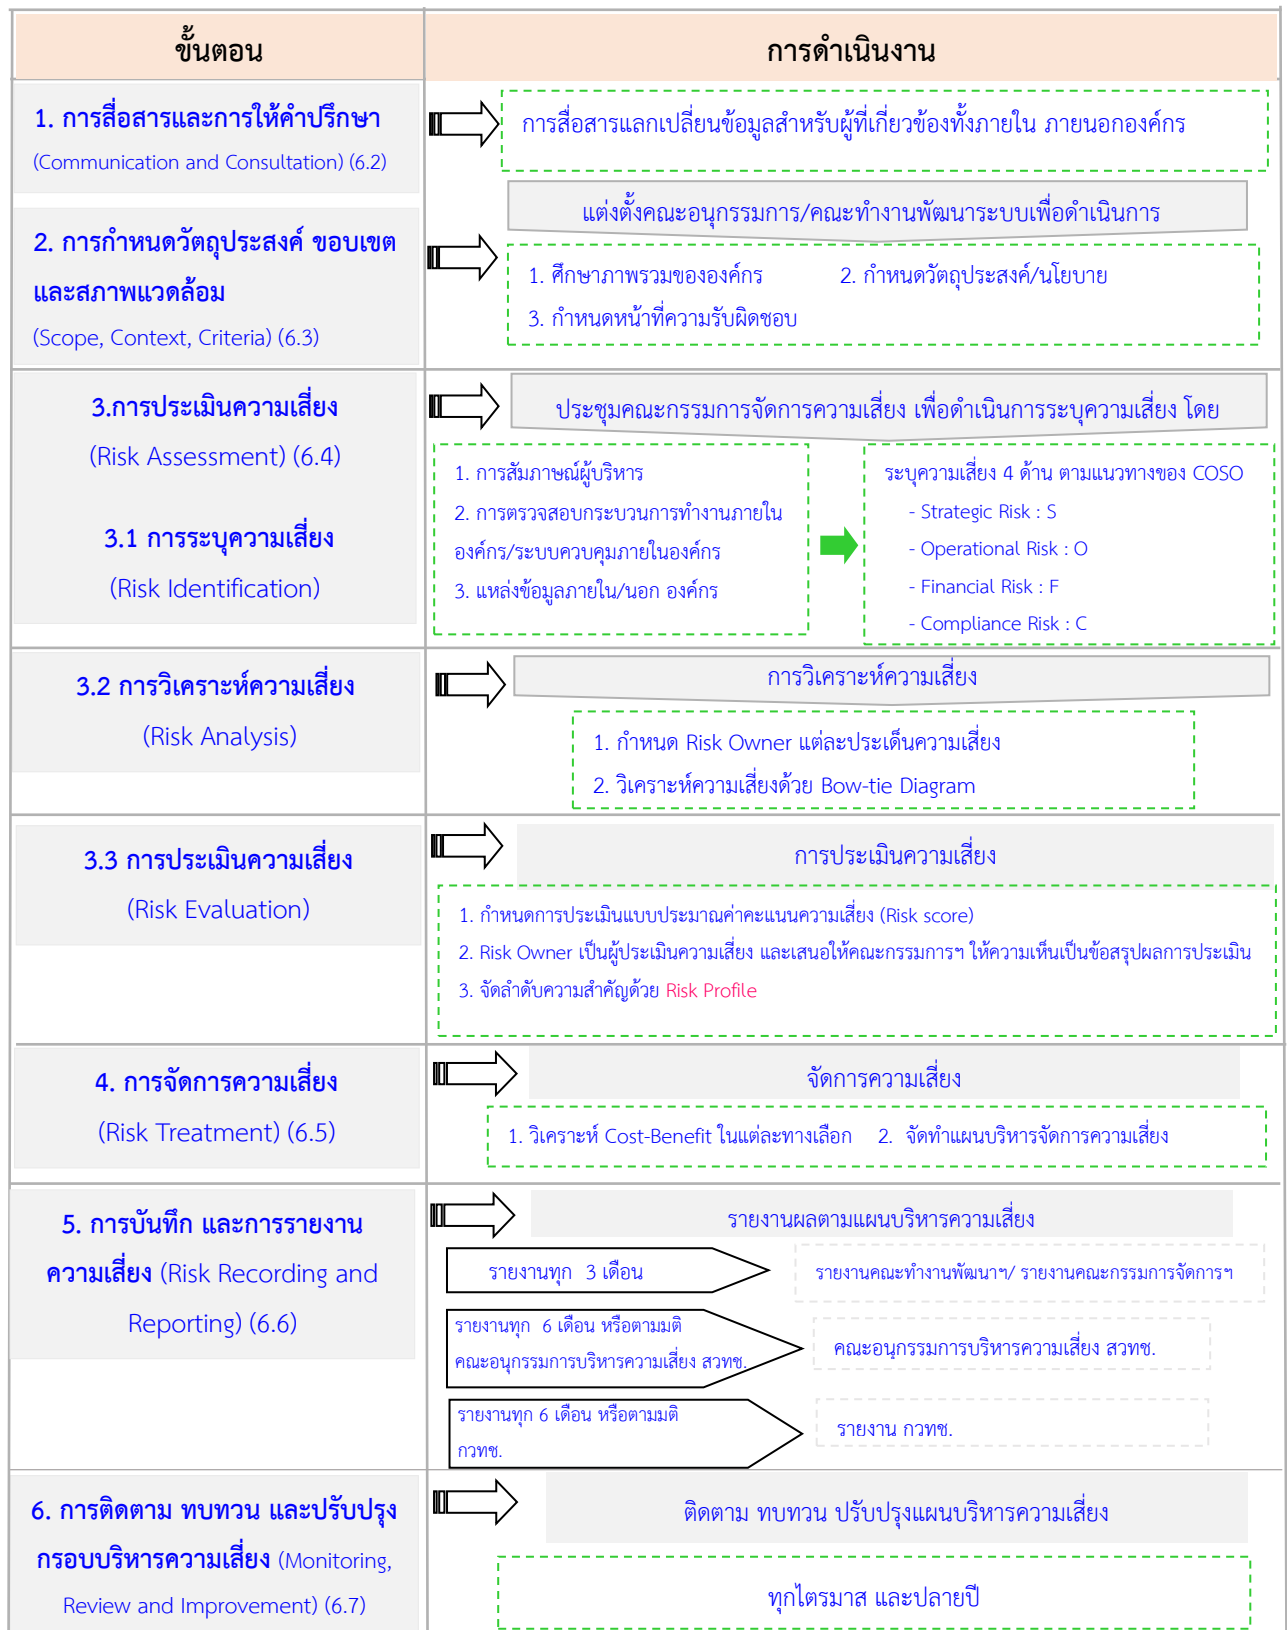 ขั้นตอน
การดำเนินงาน
1. การสื่อสารและการให้คำปรึกษา
(Communication and Consultation) (6.2)
การสื่อสารแลกเปลี่ยนข้อมูลสำหรับผู้ที่เกี่ยวข้องทั้งภายใน ภายนอกองค์กร
2. การกำหนดวัตถุประสงค์ ขอบเขต
และสภาพแวดล้อม
(Scope, Context, Criteria) (6.3)
แต่งตั้งคณะอนุกรรมการ/คณะทำงานพัฒนาระบบเพื่อดำเนินการ
1. ศึกษาภาพรวมขององค์กร 2. กำหนดวัตถุประสงค์/นโยบาย
3. กำหนดหน้าที่ความรับผิดชอบ
3.การประเมินความเสี่ยง
(Risk Assessment) (6.4)
3.1 การระบุความเสี่ยง
(Risk Identification)
ประชุมคณะกรรมการจัดการความเสี่ยง เพื่อดำเนินการระบุความเสี่ยง โดย
1. การสัมภาษณ์ผู้บริหาร
2. การตรวจสอบกระบวนการทำงานภายใน
องค์กร/ระบบควบคุมภายในองค์กร
3. แหล่งข้อมูลภายใน/นอก องค์กร
ระบุความเสี่ยง 4 ด้าน ตามแนวทางของ COSO
- Strategic Risk : S
- Operational Risk : O
- Financial Risk : F
- Compliance Risk : C
3.2 การวิเคราะห์ความเสี่ยง
(Risk Analysis)
การวิเคราะห์ความเสี่ยง
1. กำหนด Risk Owner แต่ละประเด็นความเสี่ยง
2. วิเคราะห์ความเสี่ยงด้วย Bow-tie Diagram
3.3 การประเมินความเสี่ยง
(Risk Evaluation)
การประเมินความเสี่ยง
1. กำหนดการประเมินแบบประมาณค่าคะแนนความเสี่ยง (Risk score)
2. Risk Owner เป็นผู้ประเมินความเสี่ยง และเสนอให้คณะกรรมการฯ ให้ความเห็นเป็นข้อสรุปผลการประเมิน
3. จัดลำดับความสำคัญด้วย Risk Profile
4. การจัดการความเสี่ยง
(Risk Treatment) (6.5)
จัดการความเสี่ยง
1. วิเคราะห์ Cost-Benefit ในแต่ละทางเลือก 2. จัดทำแผนบริหารจัดการความเสี่ยง
5. การบันทึก และการรายงาน
ความเสี่ยง (Risk Recording and
Reporting) (6.6)
รายงานผลตามแผนบริหารความเสี่ยง
รายงานทุก 3 เดือน
รายงานคณะทำงานพัฒนาฯ/ รายงานคณะกรรมการจัดการฯ
รายงานทุก 6 เดือน หรือตามมติ
คณะอนุกรรมการบริหารความเสี่ยง สวทช.
คณะอนุกรรมการบริหารความเสี่ยง สวทช.
รายงานทุก 6 เดือน หรือตามมติ
กวทช.
รายงาน กวทช.
6. การติดตาม ทบทวน และปรับปรุง
กรอบบริหารความเสี่ยง (Monitoring,
Review and Improvement) (6.7)
ติดตาม ทบทวน ปรับปรุงแผนบริหารความเสี่ยง
ทุกไตรมาส และปลายปี